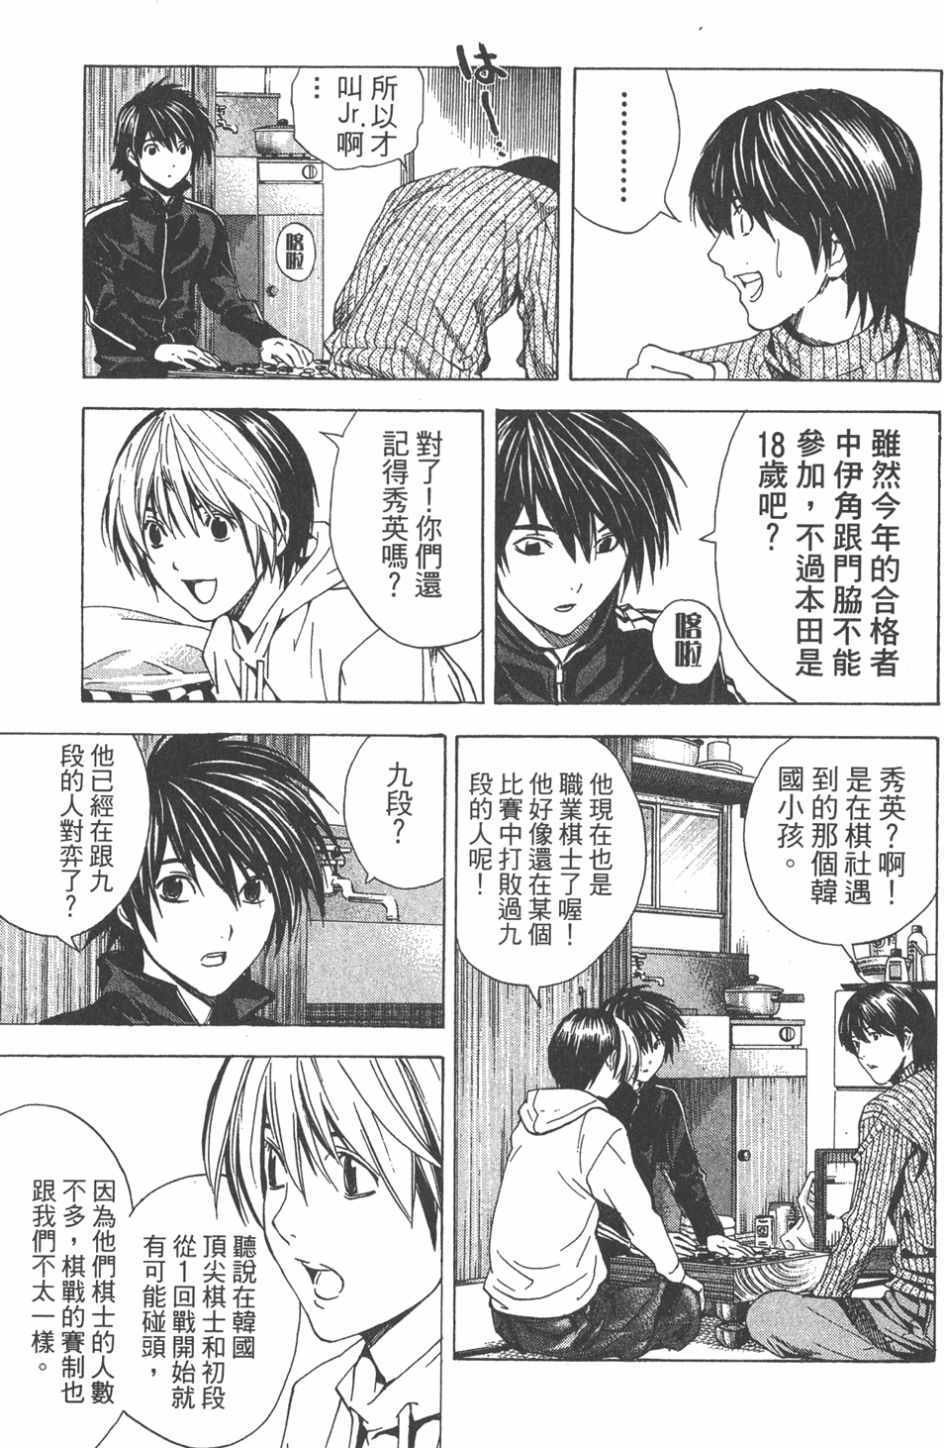 …………
所以才
叫Jr.啊
…
はーっ
喀啦
雖然今年的合格者
中伊角跟門脇不能
參加，不過本田是
18歲吧？
喀啦
對了！你們還
記得秀英嗎？
秀英？啊！
是在棋社遇
到的那個韓
國小孩。
他現在也是
職業棋士了喔！
他好像還在某個
比賽中打敗過九
段的人呢！
九段？
他已經在跟九
段的人對弈了？
聽說在韓國
頂尖棋士和初段
從1回戰開始就
有可能碰頭，
因為他們棋士的人數
不多，棋戰的賽制也
跟我們不太一樣。